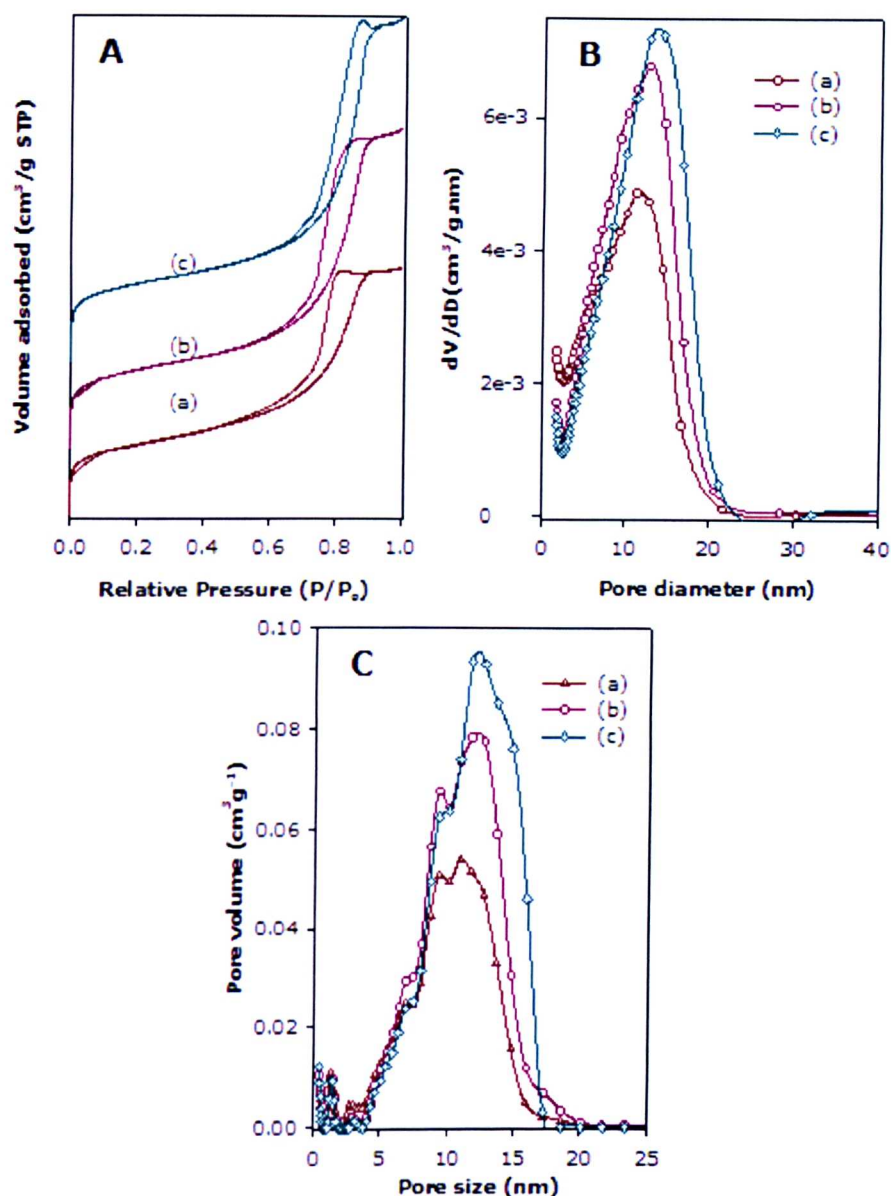 A
Volume adsorbed (cm³/g STP)
(c)
(b)
(a)
0.0 0.2 0.4 0.6 0.8 1.0
Relative Pressure (P/Pₒ)
B
(a)
(b)
(c)
dV/dD(cm³/g.nm)
6e-3
4e-3
2e-3
0
0 10 20 30 40
Pore diameter (nm)
C
(a)
(b)
(c)
Pore volume (cm³g⁻¹)
0.10
0.08
0.06
0.04
0.02
0.00
0 5 10 15 20 25
Pore size (nm)